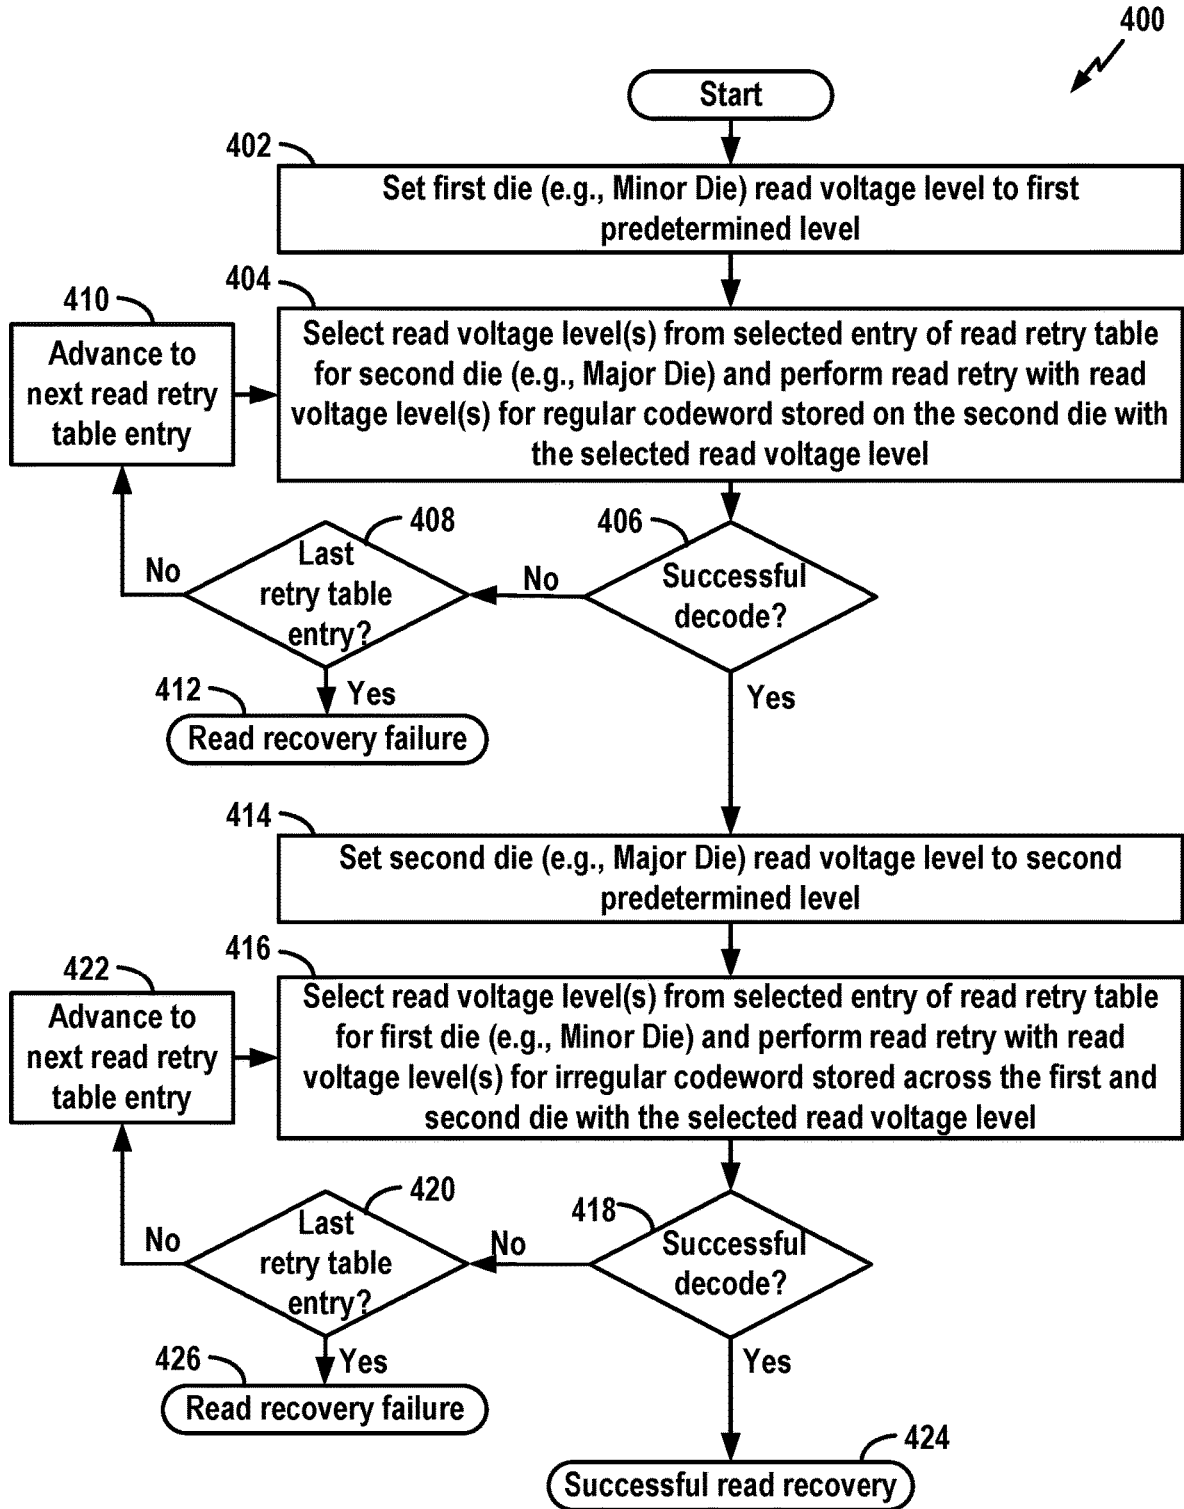 400
Start
402
Set first die (e.g., Minor Die) read voltage level to first
predetermined level
404
Select read voltage level(s) from selected entry of read retry table
for second die (e.g., Major Die) and perform read retry with read
voltage level(s) for regular codeword stored on the second die with
the selected read voltage level
410
Advance to
next read retry
table entry
406
Successful
decode?
No
Yes
408
Last
retry table
entry?
No
Yes
412
Read recovery failure
414
Set second die (e.g., Major Die) read voltage level to second
predetermined level
416
Select read voltage level(s) from selected entry of read retry table
for first die (e.g., Minor Die) and perform read retry with read
voltage level(s) for irregular codeword stored across the first and
second die with the selected read voltage level
422
Advance to
next read retry
table entry
418
Successful
decode?
No
Yes
420
Last
retry table
entry?
No
Yes
426
Read recovery failure
424
Successful read recovery